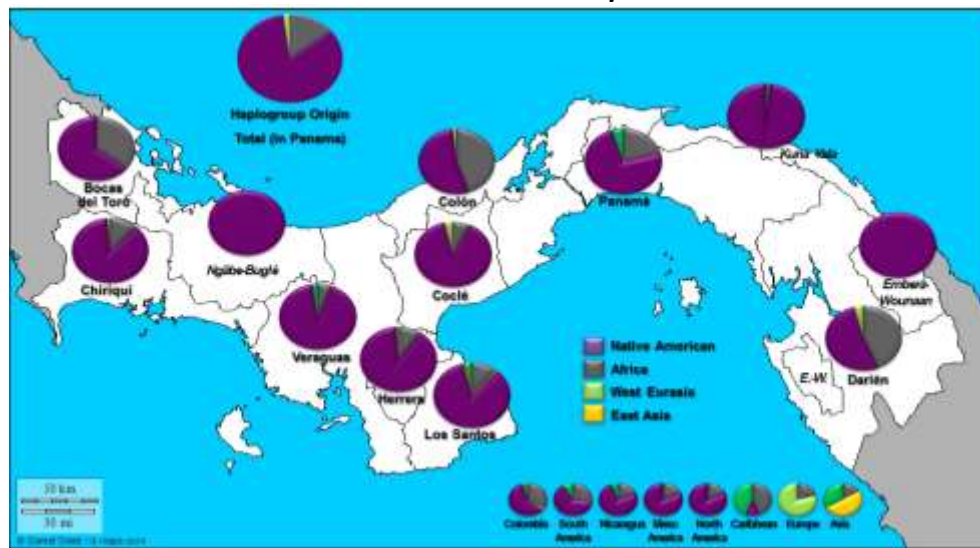 Haplogroup Origin
Total (in Panama)
Bocas
del Toro
Colón
Panamá
Kuna Yala
Chiriquí
Ngäbe-Buglé
Coclé
Emberá-
Wounaan
Veraguas
Herrera
Los Santos
Native American
Africa
West Eurasia
East Asia
E.-W.
Darién
50 km
30 mi
Colombia
South
America
Nicaragua
Meso
America
North
America
Caribbean
Europe
Asia